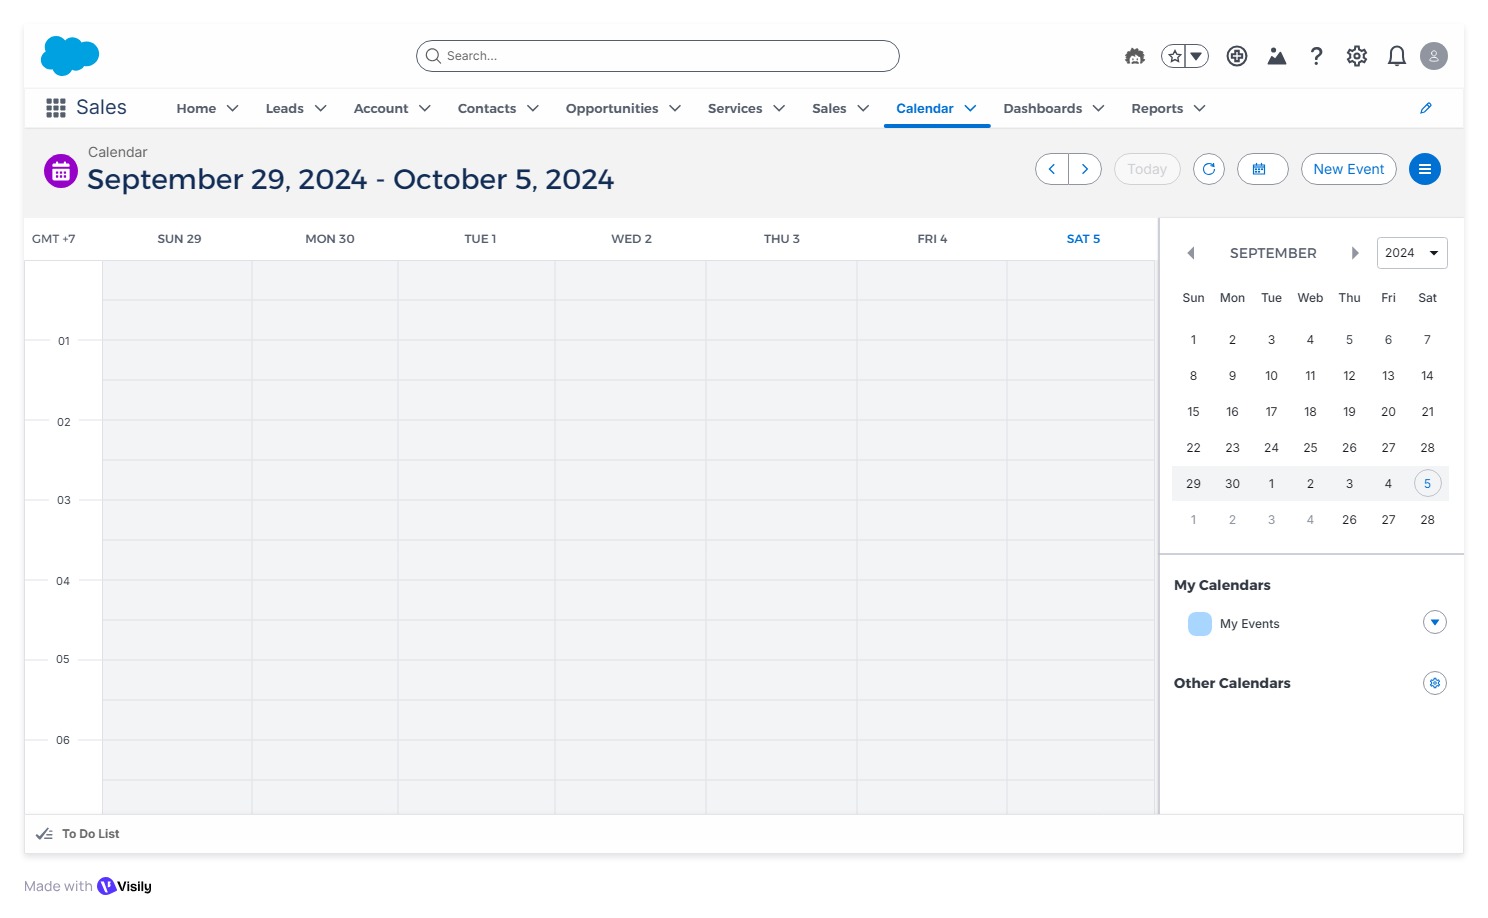 Search...
Sales
Home Leads Account Contacts Opportunities Services Sales Calendar Dashboards Reports
Calendar
September 29, 2024 - October 5, 2024
Today
New Event
GMT +7 SUN 29 MON 30 TUE 1 WED 2 THU 3 FRI 4 SAT 5
01
02
03
04
05
06
SEPTEMBER 2024
Sun Mon Tue Web Thu Fri Sat
1 2 3 4 5 6 7
8 9 10 11 12 13 14
15 16 17 18 19 20 21
22 23 24 25 26 27 28
29 30 1 2 3 4 5
1 2 3 4 26 27 28
My Calendars
My Events
Other Calendars
To Do List
Made with Visily